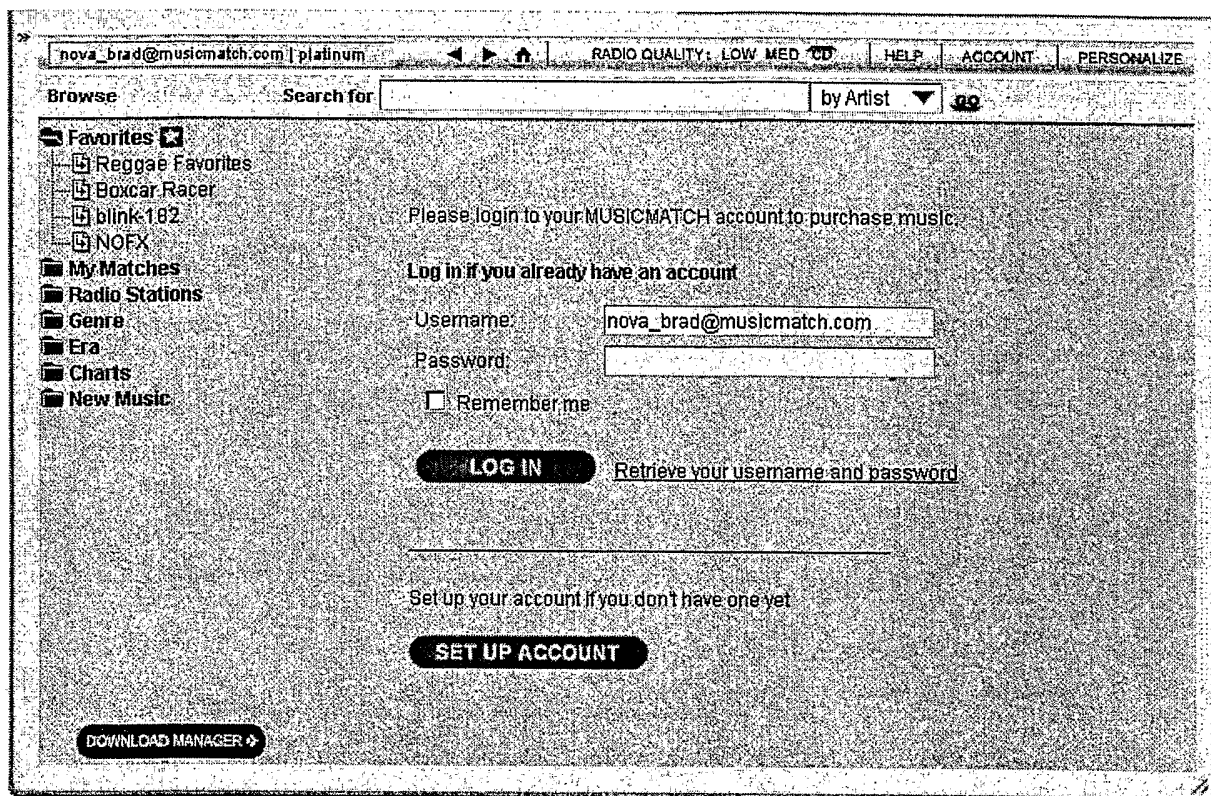 nova_brad@musicmatch.com | platinum RADIO QUALITY: LOW MED CD HELP ACCOUNT PERSONALIZE
Browse Search for by Artist go
Favorites
Reggae Favorites
Boxcar Racer
blink-182
NOFX
My Matches
Radio Stations
Genre
Era
Charts
New Music
Please login to your MUSICMATCH account to purchase music.
Log in if you already have an account
Username: nova_brad@musicmatch.com
Password:
Remember me
LOG IN Retrieve your username and password
Set up your account if you don't have one yet
SET UP ACCOUNT
DOWNLOAD MANAGER